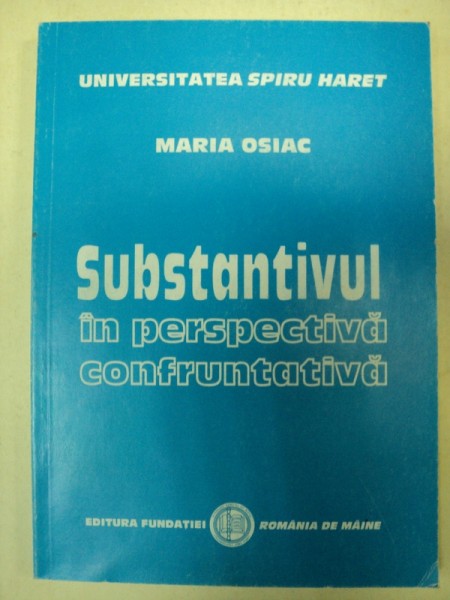 UNIVERSITATEA SPIRU HARET
MARIA OSIAC
Substantivul
în perspectivă
confruntativă
EDITURA FUNDAŢIEI ROMÂNIA DE MÂINE